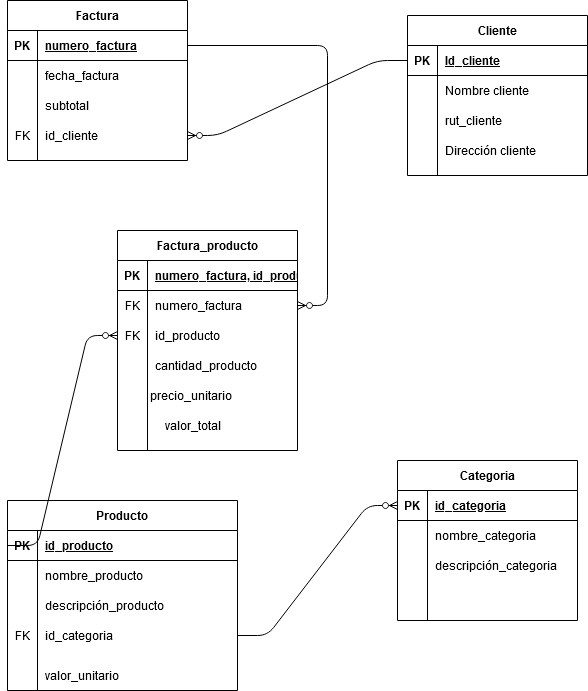 Factura
PK numero_factura
fecha_factura
subtotal
FK id_cliente
Cliente
PK Id_cliente
Nombre cliente
rut_cliente
Dirección cliente
Factura_producto
PK numero_factura, id_prod
FK numero_factura
FK id_producto
cantidad_producto
precio_unitario
valor_total
Producto
PK id_producto
nombre_producto
descripción_producto
FK id_categoria
valor_unitario
Categoria
PK id_categoria
nombre_categoria
descripción_categoria